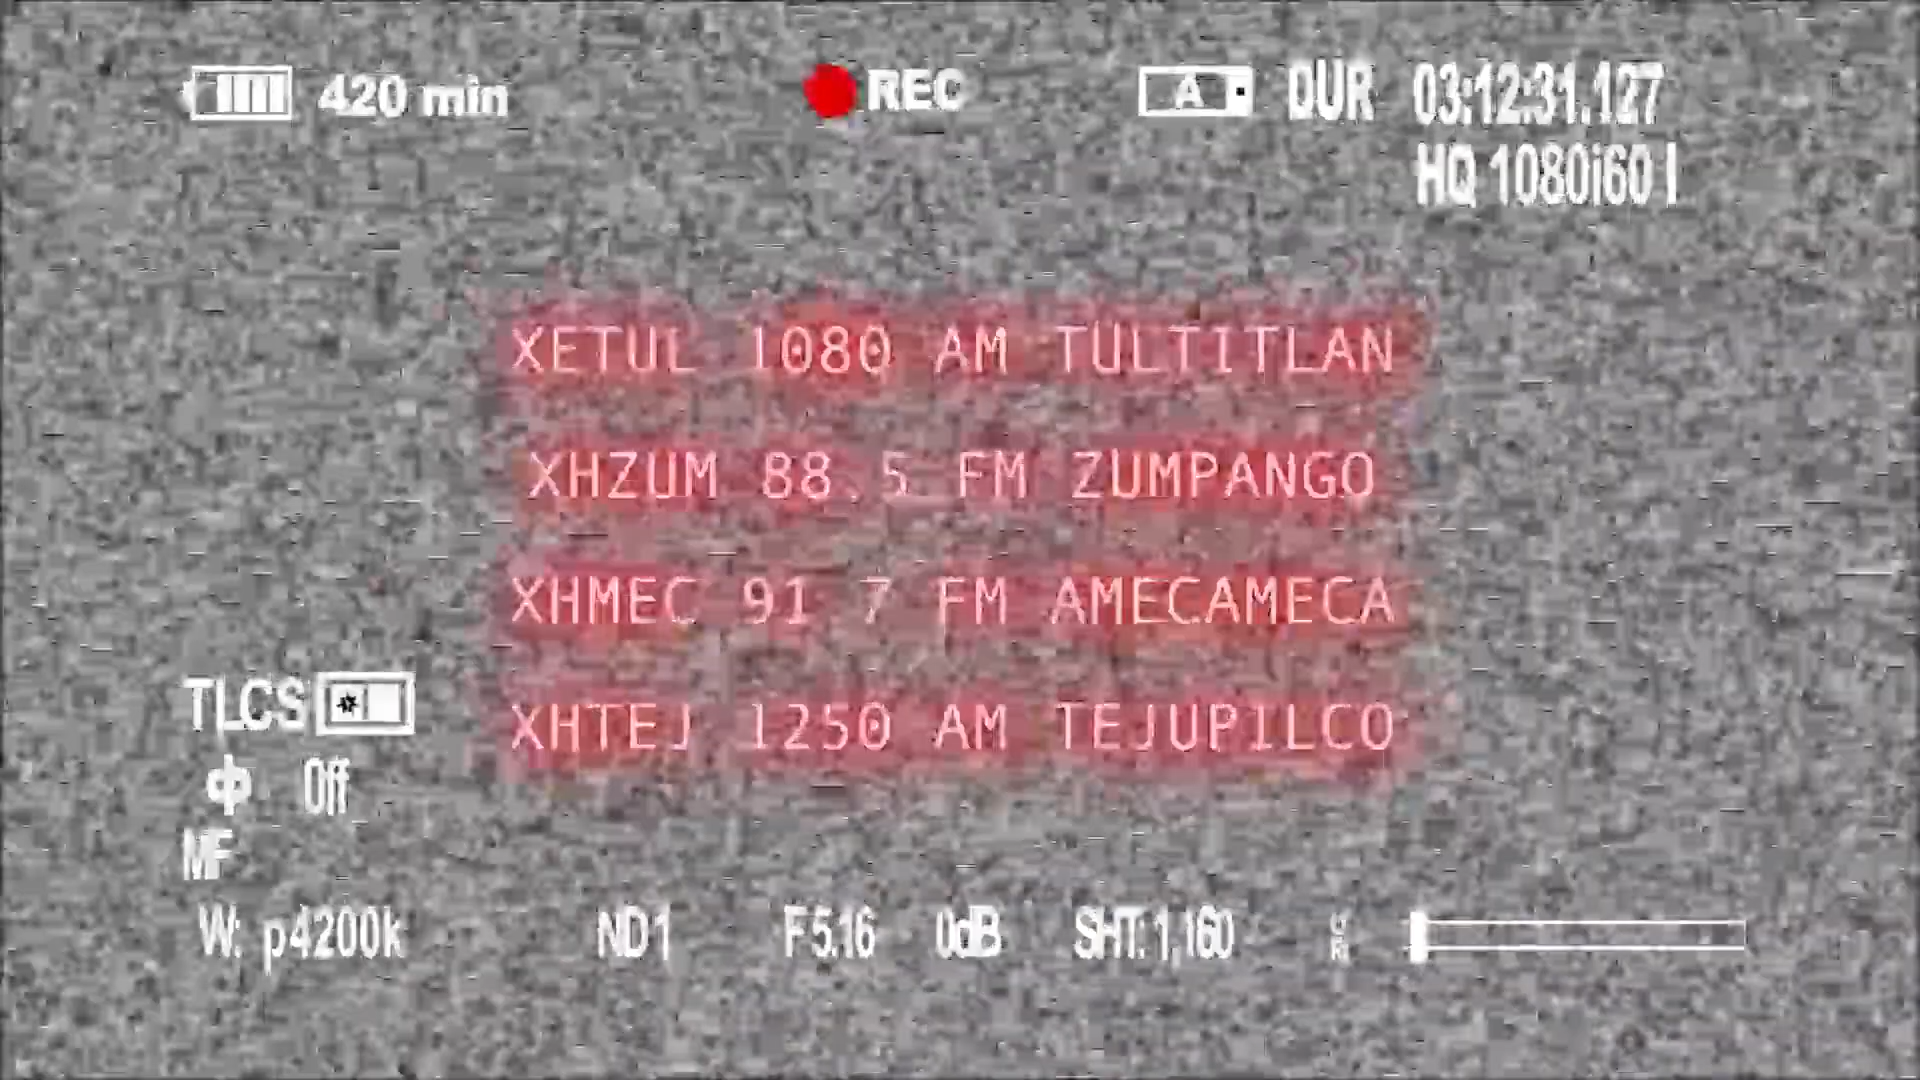 420 min
REC
A DUR 03:12:31.127
HQ 1080i60
XETUL 1080 AM TULTITLAN
XHZUM 88.5 FM ZUMPANGO
XHMEC 91 7 FM AMECAMECA
XHTEJ 1250 AM TEJUPILCO
TLCS
Off
MF
W: p4200k ND1 F5.16 0dB SHT:1,160